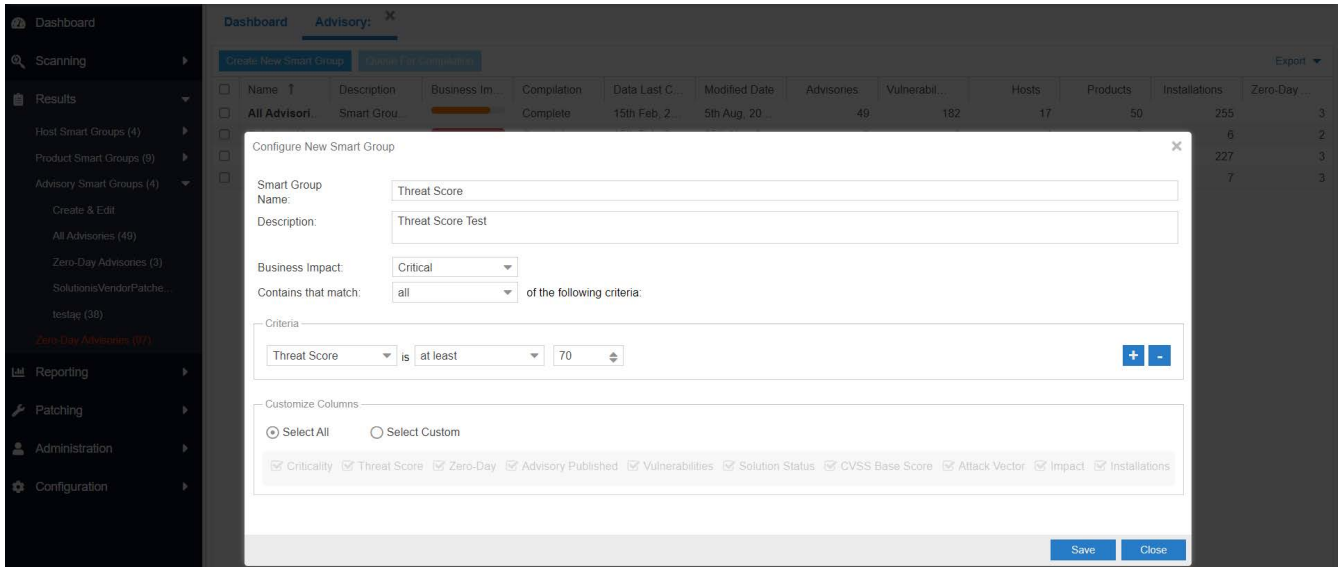 Dashboard
Scanning
Results
Host Smart Groups (4)
Product Smart Groups (9)
Advisory Smart Groups (4)
Create & Edit
All Advisories (49)
Zero-Day Advisories (3)
SolutionisVendorPatche...
testag (38)
Zero-Day Advisories (97)
Reporting
Patching
Administration
Configuration
Dashboard Advisory:
Create New Smart Group Queue For Compilation Export
Name Description Business Im... Compilation Data Last C... Modified Date Advisories Vulnerabil... Hosts Products Installations Zero-Day ...
All Advisori... Smart Grou... Complete 15th Feb, 2... 5th Aug, 20... 49 182 17 50 255 3
6 2
227 3
7 3
Configure New Smart Group
Smart Group
Name:
Threat Score
Description:
Threat Score Test
Business Impact: Critical
Contains that match: all of the following criteria:
Criteria
Threat Score is at least 70 + -
Customize Columns
Select All Select Custom
Criticality Threat Score Zero-Day Advisory Published Vulnerabilities Solution Status CVSS Base Score Attack Vector Impact Installations
Save Close